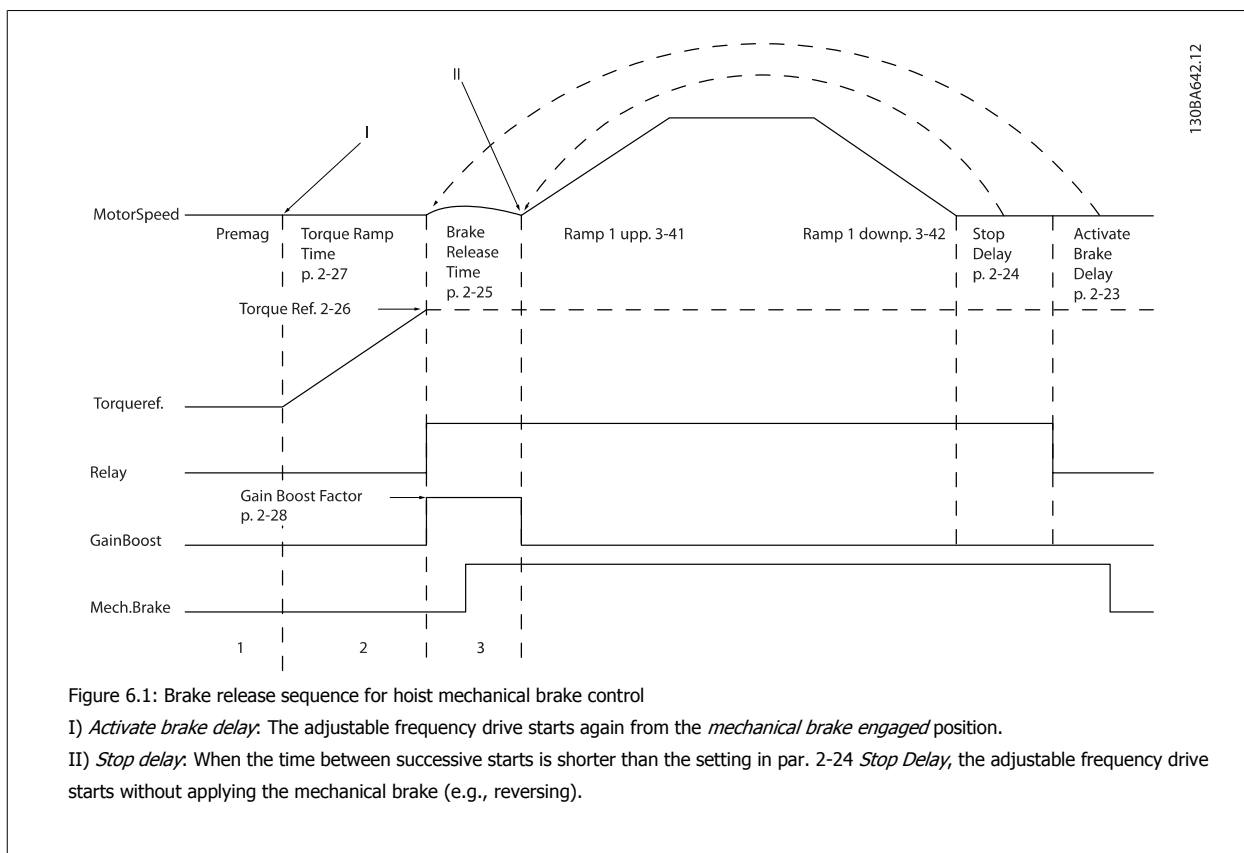 130BA642.12
II
I
MotorSpeed
Premag
Torque Ramp
Time
p. 2-27
Brake
Release
Time
p. 2-25
Ramp 1 upp. 3-41
Ramp 1 downp. 3-42
Stop
Delay
p. 2-24
Activate
Brake
Delay
p. 2-23
Torque Ref. 2-26
Torqueref.
Relay
Gain Boost Factor
p. 2-28
GainBoost
Mech.Brake
1
2
3
Figure 6.1: Brake release sequence for hoist mechanical brake control
I) Activate brake delay: The adjustable frequency drive starts again from the mechanical brake engaged position.
II) Stop delay: When the time between successive starts is shorter than the setting in par. 2-24 Stop Delay, the adjustable frequency drive
starts without applying the mechanical brake (e.g., reversing).